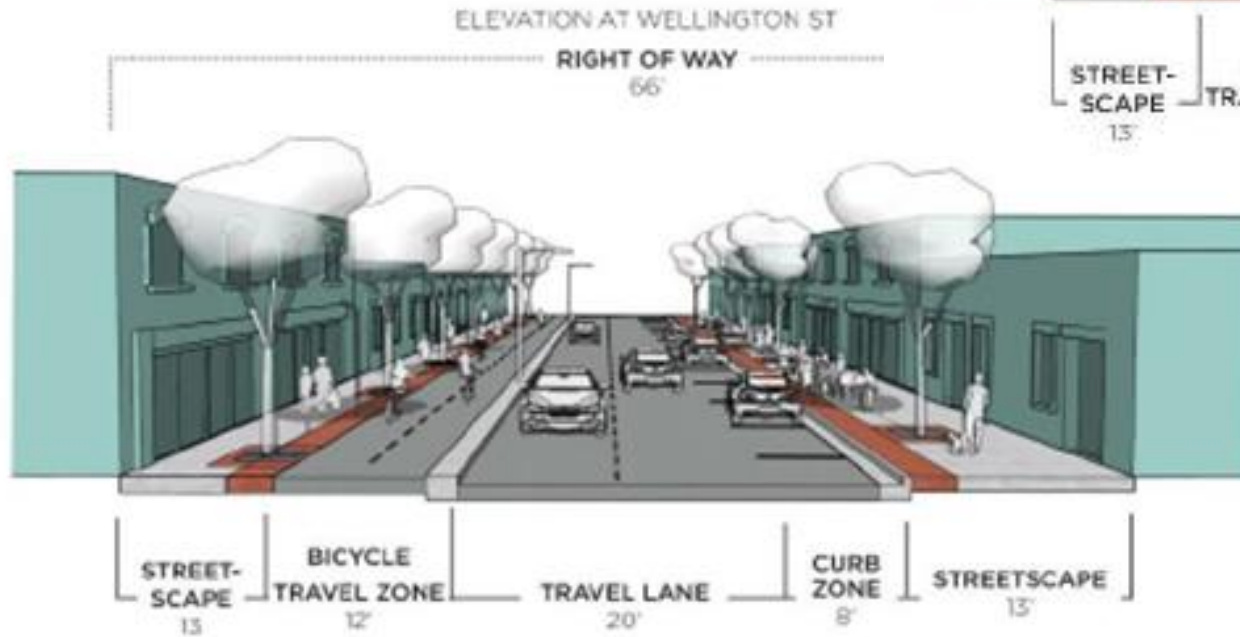 ELEVATION AT WELLINGTON ST
RIGHT OF WAY
66'
STREET-
SCAPE
13'
STREET-
SCAPE
13
BICYCLE
TRAVEL ZONE
12'
TRAVEL LANE
20'
CURB
ZONE
8'
STREETSCAPE
13'